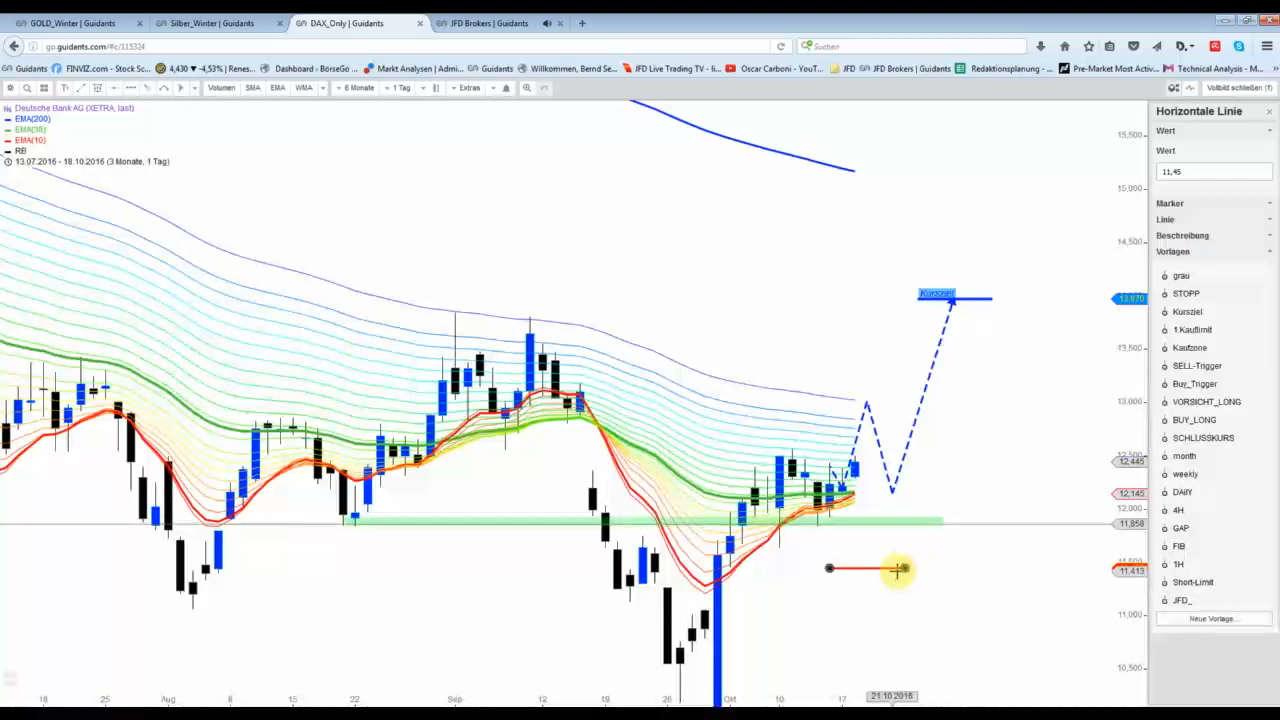 GOLD_Winter | Guidants
Silber_Winter | Guidants
DAX_Only | Guidants
JFD Brokers | Guidants
go.guidants.com/#c/115324
Suchen
Guidants
FINVIZ.com - Stock Sc...
4,430 ▼ -4,53% | Renes...
Dashboard - BörseGo ...
Markt Analysen | Admi...
Guidants
Willkommen, Bernd Se...
JFD Live Trading TV - li...
Oscar Carboni - YouT...
JFD
JFD Brokers | Guidants
Redaktionsplanung - ...
Pre-Market Most Activ...
Technical Analysis - M...
Volumen
SMA
EMA
WMA
6 Monate
1 Tag
Extras
Vollbild schließen (f)
Deutsche Bank AG (XETRA, last)
EMA(200)
EMA(38)
EMA(10)
RB
13.07.2016 - 18.10.2016 (3 Monate, 1 Tag)
Kursziel
15,500
15,000
14,500
13,970
13,500
13,000
12,500
12,445
12,145
12,000
11,858
11,413
11,000
10,500
18
25
Aug
8
15
22
Sep
12
19
26
Okt
10
17
21.10.2016
Horizontale Linie
Wert
Wert
11,45
Marker
Linie
Beschreibung
Vorlagen
grau
STOPP
Kursziel
1.Kauflimit
Kaufzone
SELL-Trigger
Buy_Trigger
VORSICHT_LONG
BUY_LONG
SCHLUSSKURS
month
weekly
DAilY
4H
GAP
FIB
1H
Short-Limit
JFD_
Neue Vorlage...